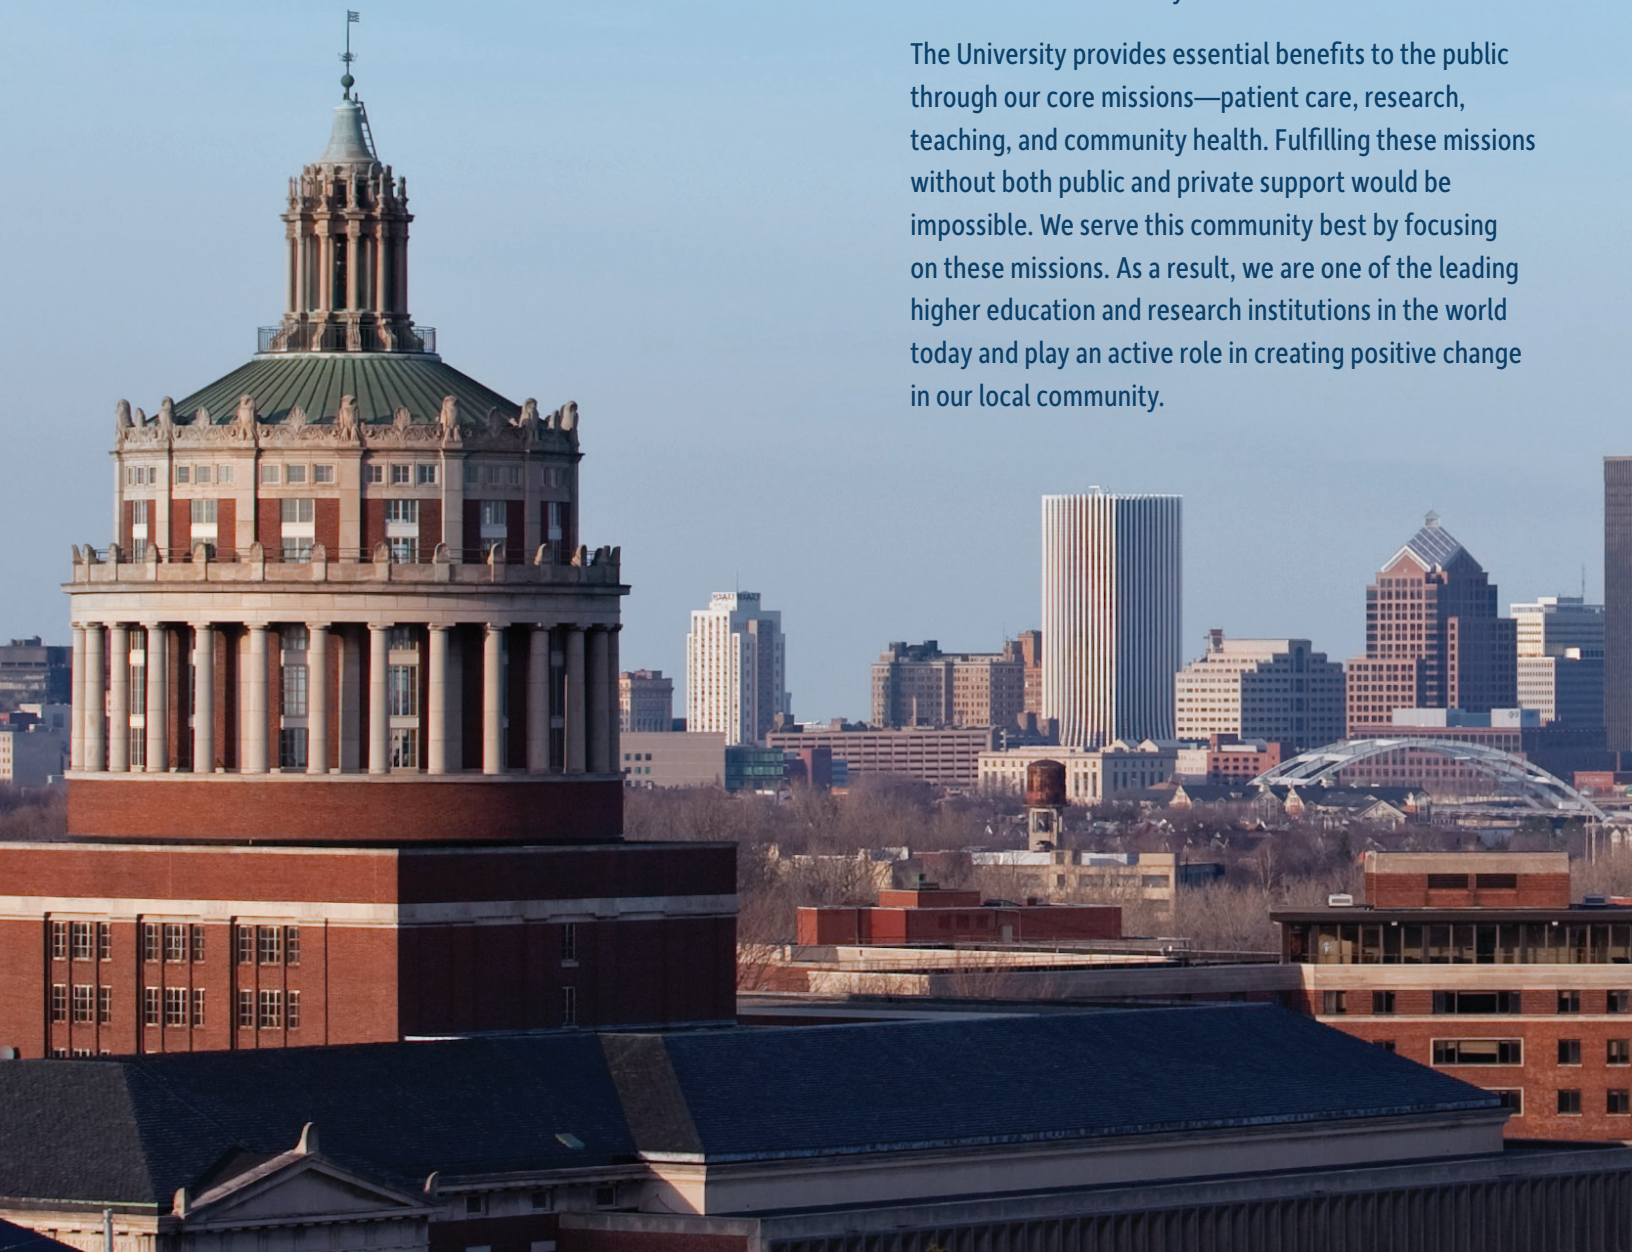 The University provides essential benefits to the public
through our core missions—patient care, research,
teaching, and community health. Fulfilling these missions
without both public and private support would be
impossible. We serve this community best by focusing
on these missions. As a result, we are one of the leading
higher education and research institutions in the world
today and play an active role in creating positive change
in our local community.
HYATT